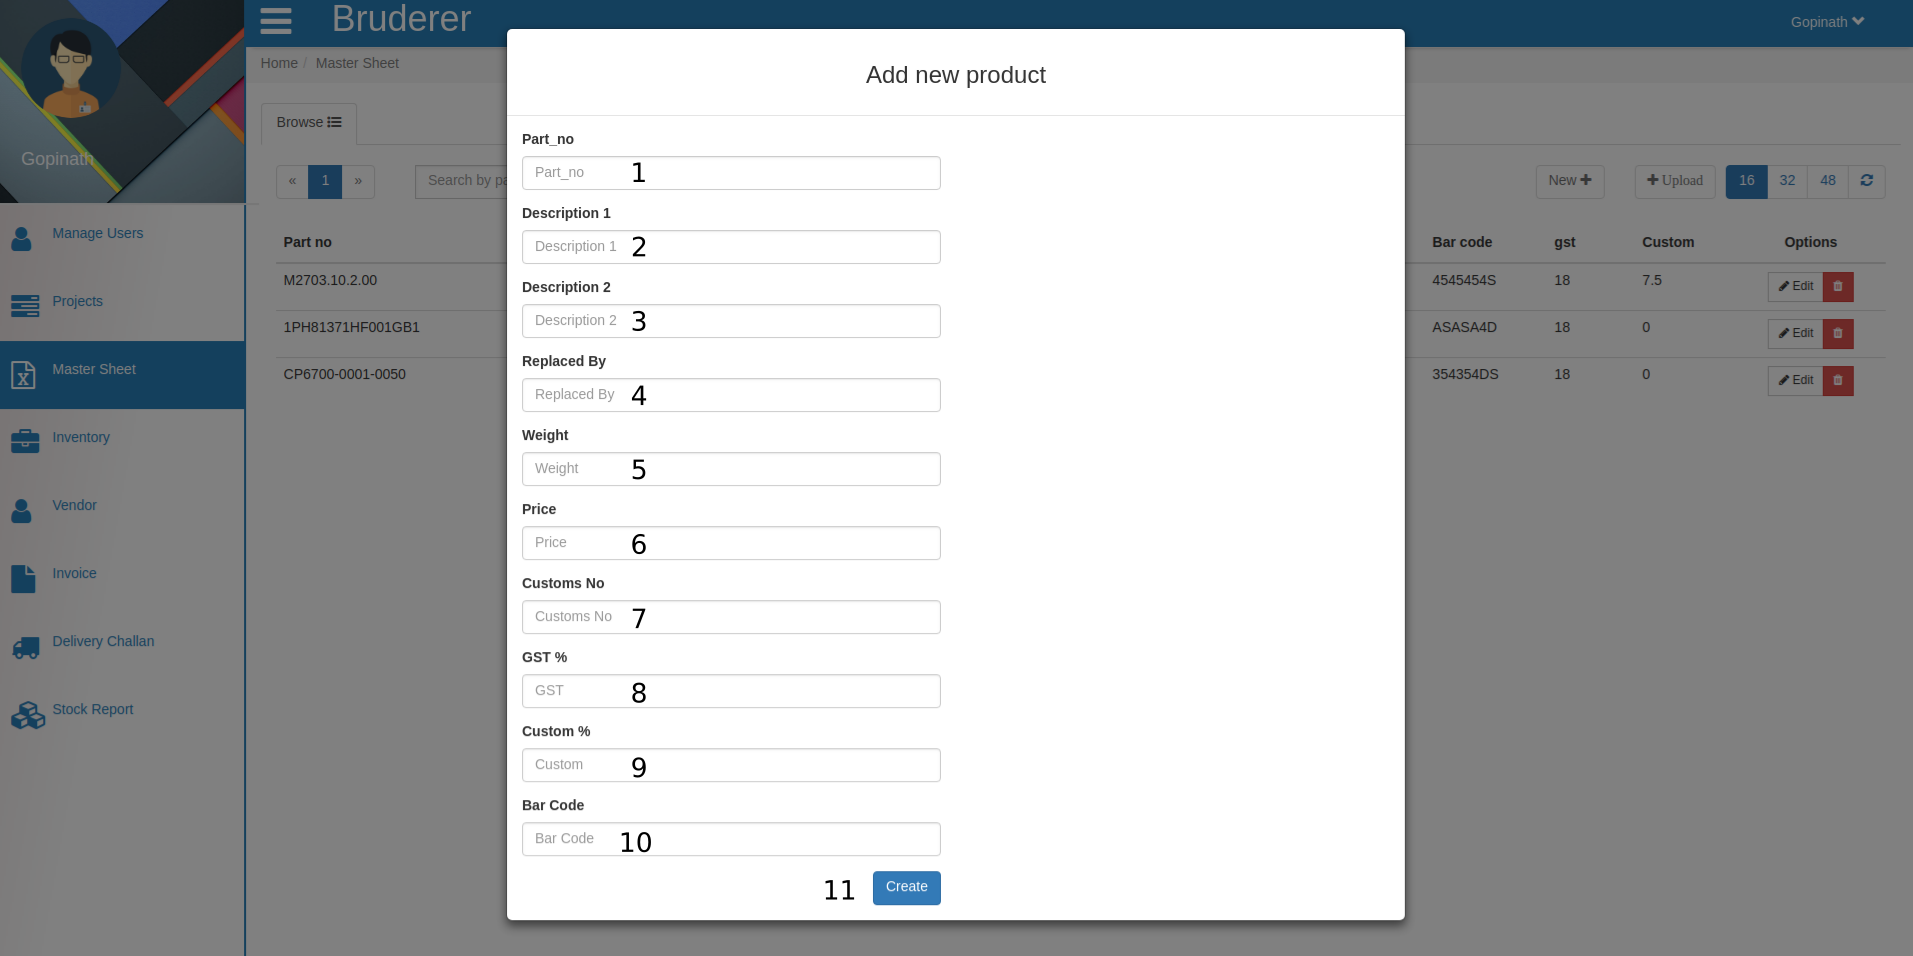 Bruderer
Gopinath
Home / Master Sheet
Browse
Gopinath
« 1 » Search by pa
New Upload 16 32 48
Manage Users
Projects
Master Sheet
Inventory
Vendor
Invoice
Delivery Challan
Stock Report
Part no Bar code gst Custom Options
M2703.10.2.00 4545454S 18 7.5 Edit
1PH81371HF001GB1 ASASA4D 18 0 Edit
CP6700-0001-0050 354354DS 18 0 Edit
Add new product
Part_no
Part_no 1
Description 1
Description 1 2
Description 2
Description 2 3
Replaced By
Replaced By 4
Weight
Weight 5
Price
Price 6
Customs No
Customs No 7
GST %
GST 8
Custom %
Custom 9
Bar Code
Bar Code 10
11 Create